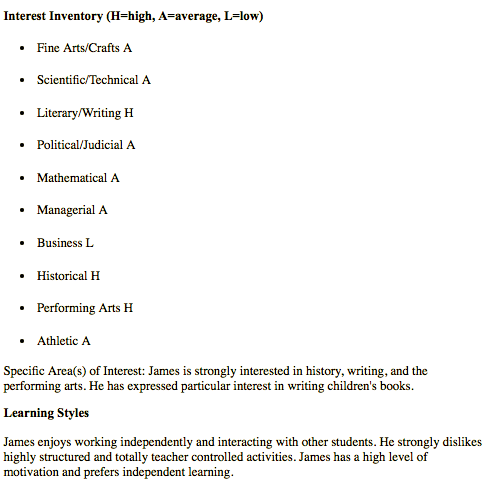 Interest Inventory (H=high, A=average, L=low)
• Fine Arts/Crafts A
• Scientific/Technical A
• Literary/Writing H
• Political/Judicial A
• Mathematical A
• Managerial A
• Business L
• Historical H
• Performing Arts H
• Athletic A
Specific Area(s) of Interest: James is strongly interested in history, writing, and the
performing arts. He has expressed particular interest in writing children's books.
Learning Styles
James enjoys working independently and interacting with other students. He strongly dislikes
highly structured and totally teacher controlled activities. James has a high level of
motivation and prefers independent learning.